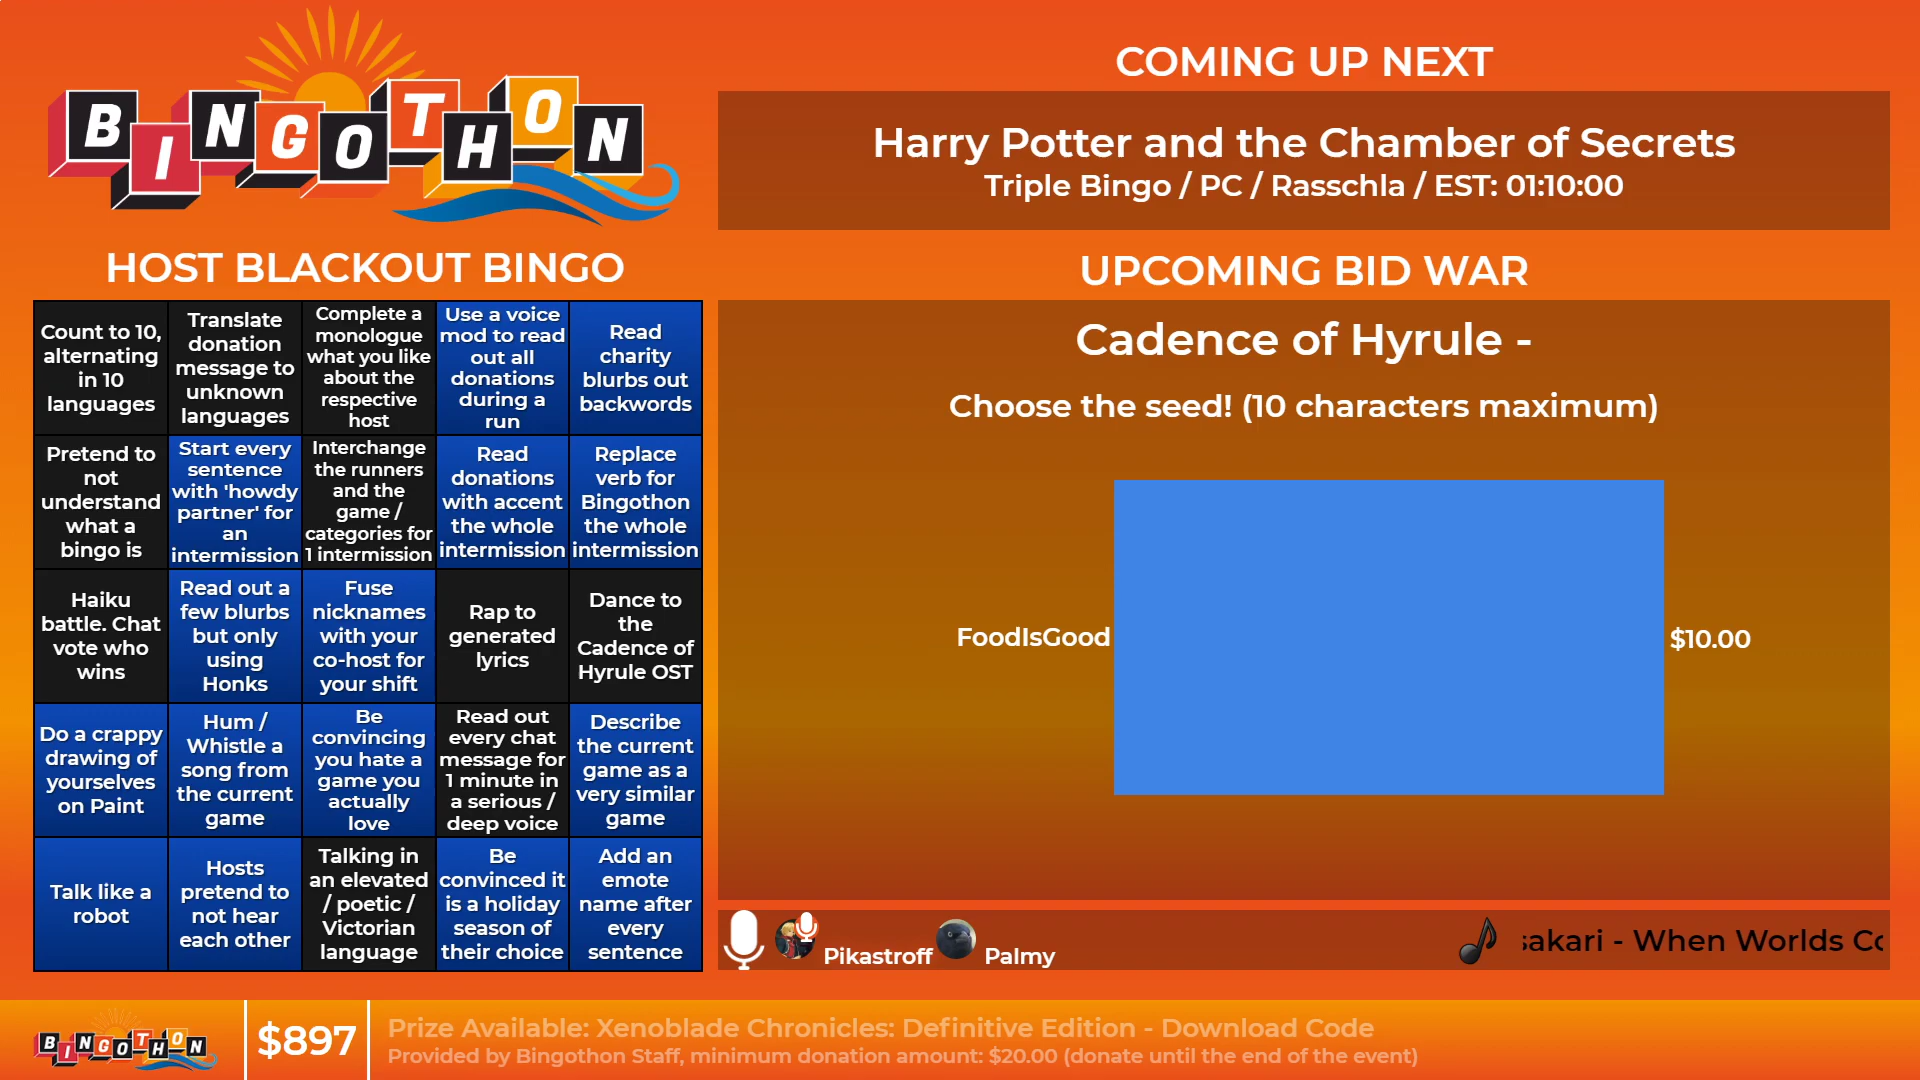 BINGOTHON
COMING UP NEXT
Harry Potter and the Chamber of Secrets
Triple Bingo / PC / Rasschla / EST: 01:10:00
HOST BLACKOUT BINGO
Count to 10,
alternating
in 10
languages
Translate
donation
message to
unknown
languages
Complete a
monologue
what you like
about the
respective
host
Use a voice
mod to read
out all
donations
during a
run
Read
charity
blurbs out
backwords
Pretend to
not
understand
what a
bingo is
Start every
sentence
with 'howdy
partner' for
an
intermission
Interchange
the runners
and the
game /
categories for
1 intermission
Read
donations
with accent
the whole
intermission
Replace
verb for
Bingothon
the whole
intermission
Haiku
battle. Chat
vote who
wins
Read out a
few blurbs
but only
using
Honks
Fuse
nicknames
with your
co-host for
your shift
Rap to
generated
lyrics
Dance to
the
Cadence of
Hyrule OST
Do a crappy
drawing of
yourselves
on Paint
Hum /
Whistle a
song from
the current
game
Be
convincing
you hate a
game you
actually
love
Read out
every chat
message for
1 minute in
a serious /
deep voice
Describe
the current
game as a
very similar
game
Talk like a
robot
Hosts
pretend to
not hear
each other
Talking in
an elevated
/ poetic /
Victorian
language
Be
convinced it
is a holiday
season of
their choice
Add an
emote
name after
every
sentence
UPCOMING BID WAR
Cadence of Hyrule -
Choose the seed! (10 characters maximum)
FoodIsGood
$10.00
Pikastroff
Palmy
akari - When Worlds
BINGOTHON
$897
Prize Available: Xenoblade Chronicles: Definitive Edition - Download Code
Provided by Bingothon Staff, minimum donation amount: $20.00 (donate until the end of the event)